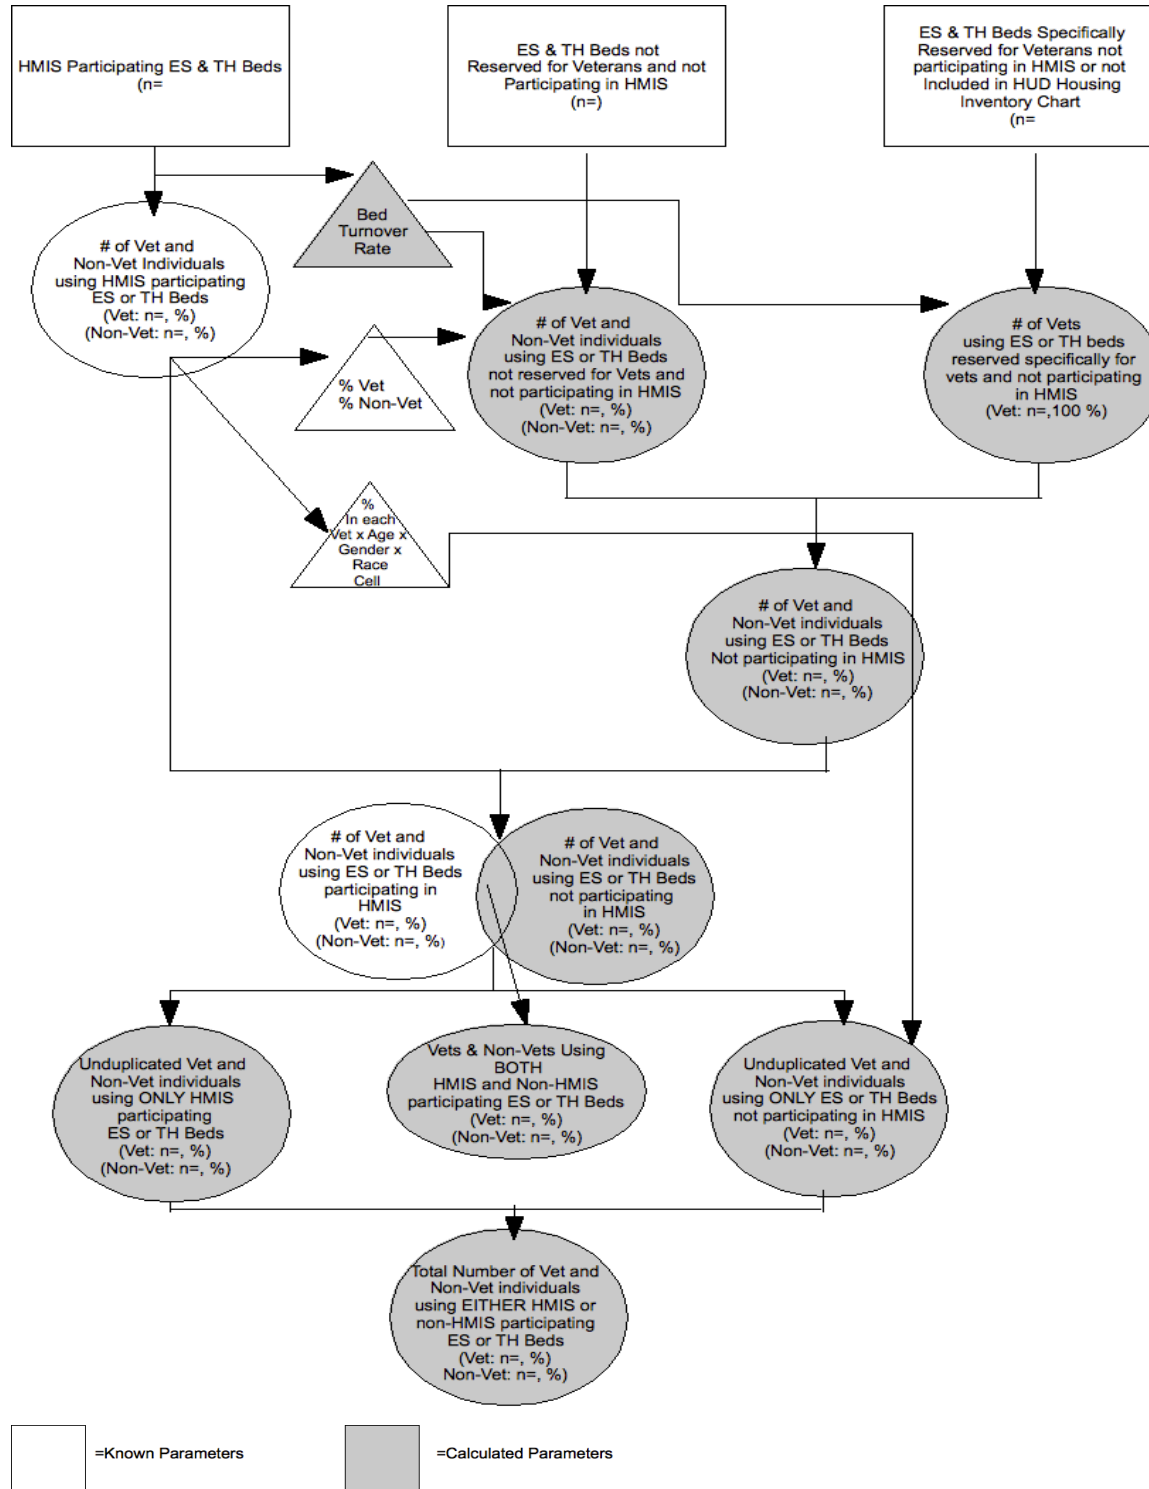 HMIS Participating ES & TH Beds
(n=
ES & TH Beds not
Reserved for Veterans and not
Participating in HMIS
(n=)
ES & TH Beds Specifically
Reserved for Veterans not
participating in HMIS or not
Included in HUD Housing
Inventory Chart
(n=
Bed
Turnover
Rate
# of Vet and
Non-Vet Individuals
using HMIS participating
ES or TH Beds
(Vet: n=, %)
(Non-Vet: n=, %)
% Vet
% Non-Vet
# of Vet and
Non-Vet individuals
using ES or TH Beds
not reserved for Vets and
not participating in HMIS
(Vet: n=, %)
(Non-Vet: n=, %)
# of Vets
using ES or TH beds
reserved specifically for
vets and not participating
in HMIS
(Vet: n=,100 %)
%
In each
Vet x Age x
Gender x
Race
Cell
# of Vet and
Non-Vet individuals
using ES or TH Beds
Not participating in HMIS
(Vet: n=, %)
(Non-Vet: n=, %)
# of Vet and
Non-Vet individuals
using ES or TH Beds
participating in
HMIS
(Vet: n=, %)
(Non-Vet: n=, %)
# of Vet and
Non-Vet individuals
using ES or TH Beds
not participating
in HMIS
(Vet: n=, %)
(Non-Vet: n=, %)
Unduplicated Vet and
Non-Vet individuals
using ONLY HMIS
participating
ES or TH Beds
(Vet: n=, %)
(Non-Vet: n=, %)
Vets & Non-Vets Using
BOTH
HMIS and Non-HMIS
participating ES or TH Beds
(Vet: n=, %)
(Non-Vet: n=, %)
Unduplicated Vet and
Non-Vet individuals
using ONLY ES or TH Beds
not participating in HMIS
(Vet: n=, %)
(Non-Vet: n=, %)
Total Number of Vet and
Non-Vet individuals
using EITHER HMIS or
non-HMIS participating
ES or TH Beds
(Vet: n=, %)
Non-Vet: n=, %)
=Known Parameters
=Calculated Parameters